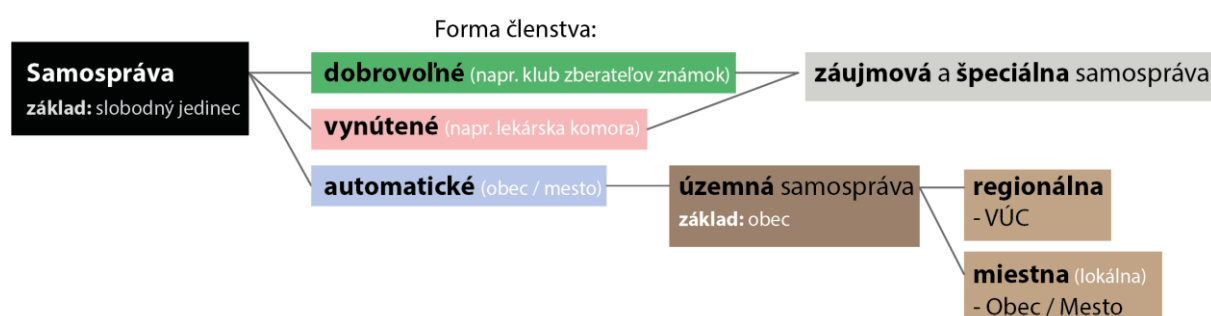 Forma členstva:
Samospráva
základ: slobodný jedinec
dobrovoľné (napr. klub zberateľov známok)
záujmová a špeciálna samospráva
vynútené (napr. lekárska komora)
automatické (obec / mesto)
územná samospráva
základ: obec
regionálna
- VÚC
miestna (lokálna)
- Obec / Mesto